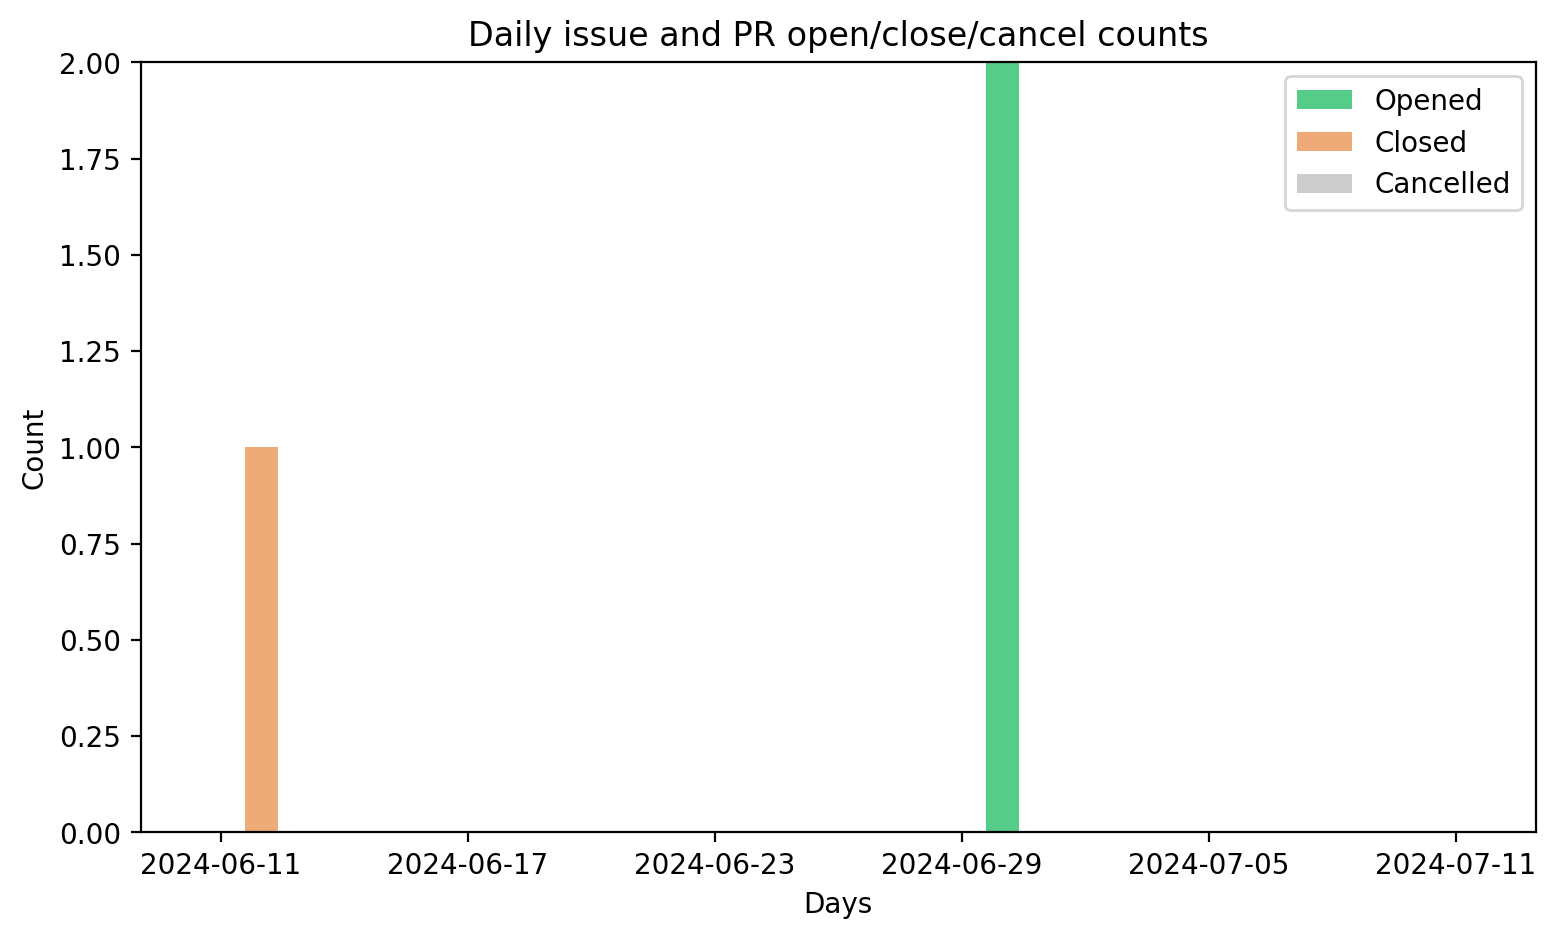 Daily issue and PR open/close/cancel counts
2.00
1.75
1.50
1.25
1.00
0.75
0.50
0.25
0.00
Count
Opened
Closed
Cancelled
2024-06-11
2024-06-17
2024-06-23
2024-06-29
2024-07-05
2024-07-11
Days